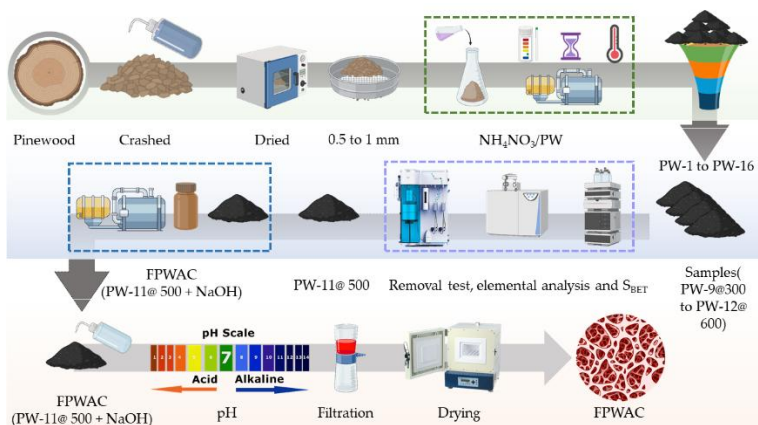 Pinewood
Crashed
Dried
0.5 to 1 mm
NH₄NO₃/PW
PW-1 to PW-16
FPWAC
(PW-11@ 500 + NaOH)
PW-11@ 500
Removal test, elemental analysis and S_BET
Samples(
PW-9@300
to PW-12@
600)
pH Scale
1 2 3 4 5 6 7 8 9 10 11 12 13 14
Acid Alkaline
FPWAC
(PW-11@ 500 + NaOH)
pH
Filtration
Drying
FPWAC